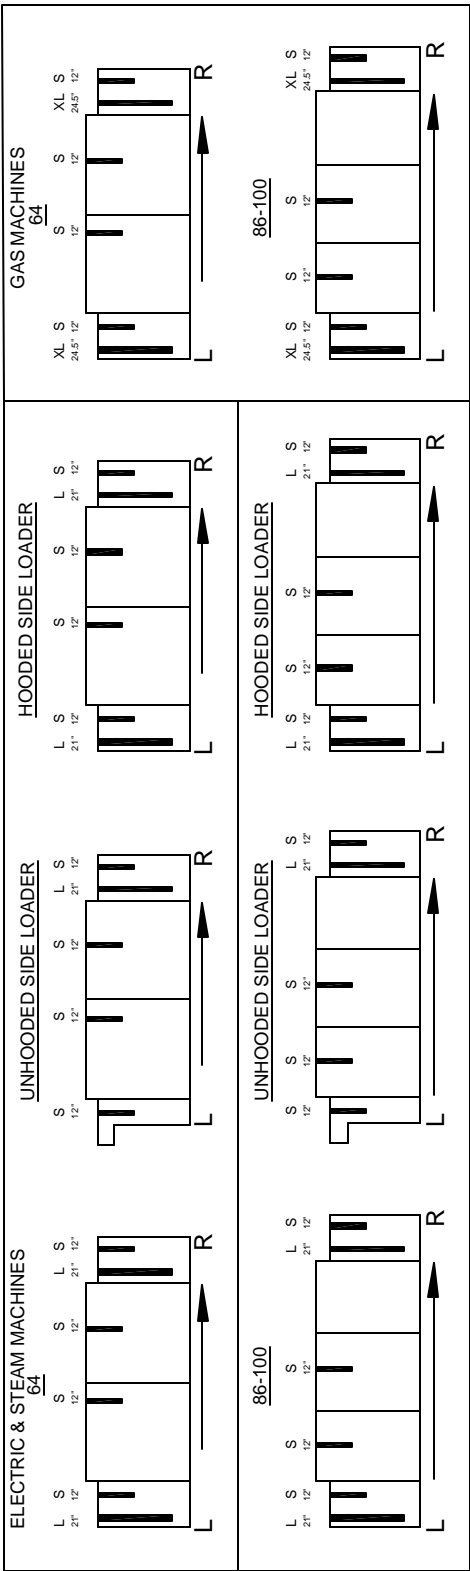 ELECTRIC & STEAM MACHINES
64
L S S S L S
21" 12' 12" 12' 21" 12"
L R
UNHOODED SIDE LOADER
S S S L S
12" 12" 12' 21" 12'
L R
HOODED SIDE LOADER
L S S S L S
21" 12' 12' 12" 21" 12"
L R
GAS MACHINES
64
XL S S S XL S
24.5" 12' 12' 12' 24.5" 12"
L R
86-100
L S S S L S
21" 12' 12' 12" 21" 12'
L R
UNHOODED SIDE LOADER
S S S L S
12' 12" 12" 21" 12'
L R
HOODED SIDE LOADER
L S S S L S
21" 12' 12" 12" 21" 12'
L R
86-100
XL S S S XL S
24.5" 12' 12" 12' 24.5" 12'
L R